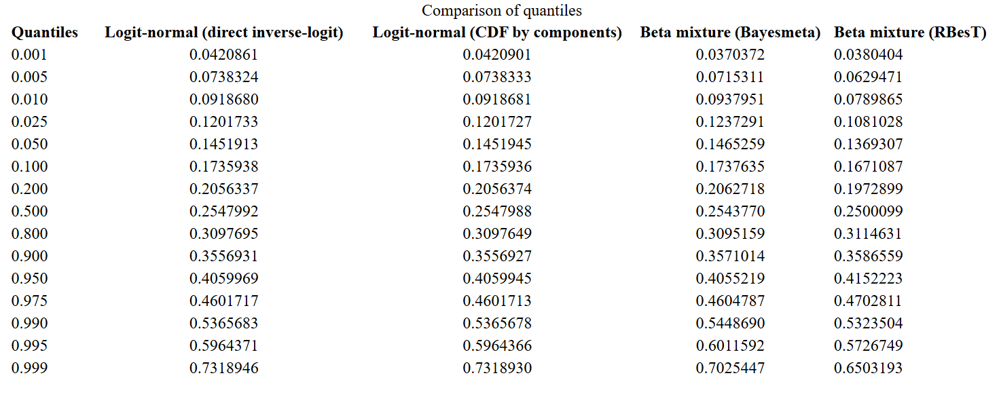 Comparison of quantiles
Quantiles Logit-normal (direct inverse-logit) Logit-normal (CDF by components) Beta mixture (Bayesmeta) Beta mixture (RBesT)
0.001 0.0420861 0.0420901 0.0370372 0.0380404
0.005 0.0738324 0.0738333 0.0715311 0.0629471
0.010 0.0918680 0.0918681 0.0937951 0.0789865
0.025 0.1201733 0.1201727 0.1237291 0.1081028
0.050 0.1451913 0.1451945 0.1465259 0.1369307
0.100 0.1735938 0.1735936 0.1737635 0.1671087
0.200 0.2056337 0.2056374 0.2062718 0.1972899
0.500 0.2547992 0.2547988 0.2543770 0.2500099
0.800 0.3097695 0.3097649 0.3095159 0.3114631
0.900 0.3556931 0.3556927 0.3571014 0.3586559
0.950 0.4059969 0.4059945 0.4055219 0.4152223
0.975 0.4601717 0.4601713 0.4604787 0.4702811
0.990 0.5365683 0.5365678 0.5448690 0.5323504
0.995 0.5964371 0.5964366 0.6011592 0.5726749
0.999 0.7318946 0.7318930 0.7025447 0.6503193